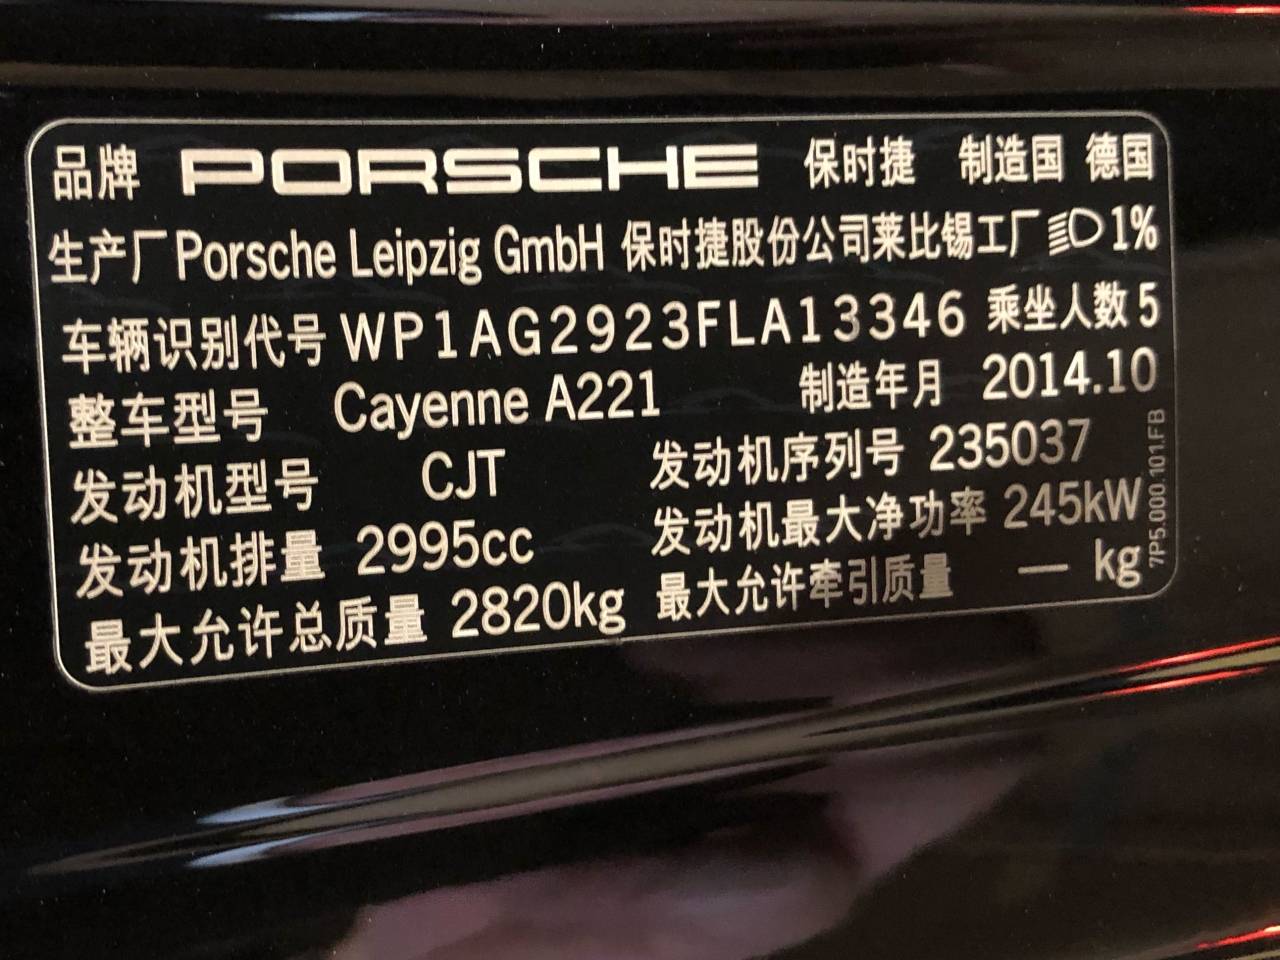 品牌 PORSCHE 保时捷 制造国 德国
生产厂 Porsche Leipzig GmbH 保时捷股份公司莱比锡工厂 1%
车辆识别代号 WP1AG2923FLA13346 乘坐人数 5
整车型号 Cayenne A221 制造年月 2014.10
发动机型号 CJT 发动机序列号 235037
发动机排量 2995cc 发动机最大净功率 245kW
最大允许总质量 2820kg 最大允许牵引质量 — kg
7P5.000.101.FB